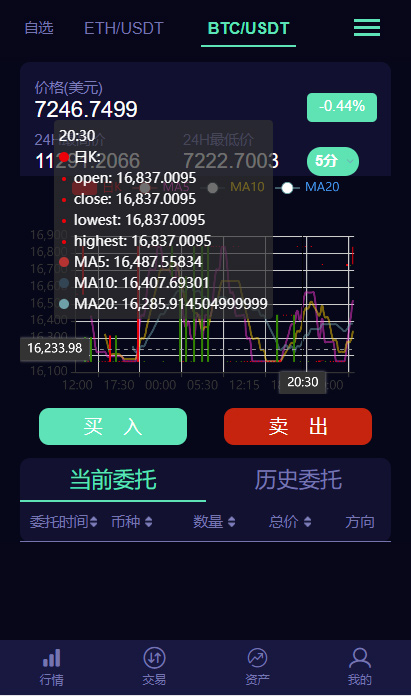 自选 ETH/USDT BTC/USDT
价格(美元)
7246.7499
-0.44%
24H最高价 24H最低价
11291.2066 7222.7003 5分
日K MA5 MA10 MA20
20:30
日K:
open: 16,837.0095
close: 16,837.0095
lowest: 16,837.0095
highest: 16,837.0095
MA5: 16,487.55834
MA10: 16,407.69301
MA20: 16,285.914504999999
16,900
16,800
16,700
16,600
16,500
16,400
16,300
16,233.98
16,100
12:00 17:30 00:00 05:30 12:15 20:30
买 入 卖 出
当前委托 历史委托
委托时间 币种 数量 总价 方向
行情 交易 资产 我的